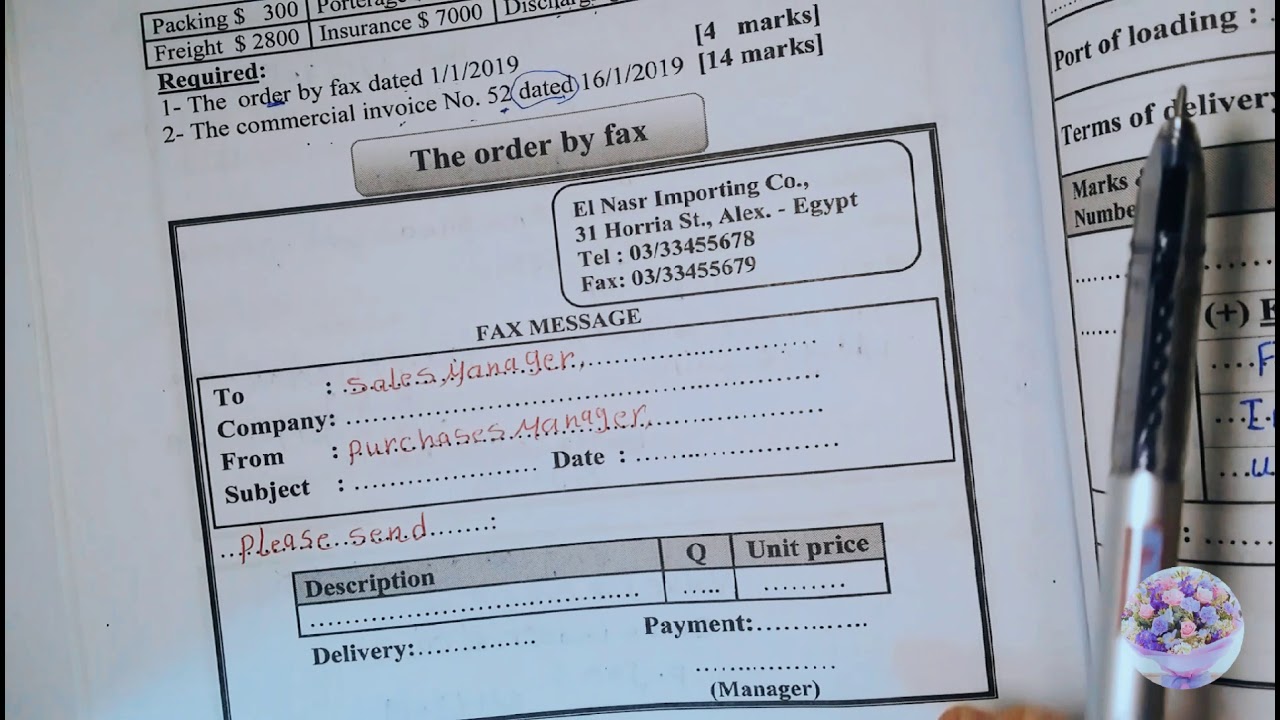 Packing $ 300
Freight $ 2800 Insurance $ 7000
Required:
1- The order by fax dated 1/1/2019 [4 marks]
2- The commercial invoice No. 52 dated 16/1/2019 [14 marks]
The order by fax
El Nasr Importing Co.,
31 Horria St., Alex. - Egypt
Tel : 03/33455678
Fax: 03/33455679
FAX MESSAGE
To : Sales Manager
Company:
From : purchases Manager
Subject : Date :
please send :
Description Q Unit price
Delivery: Payment:
(Manager)
Port of loading :
Terms of delivery
Marks
(+)